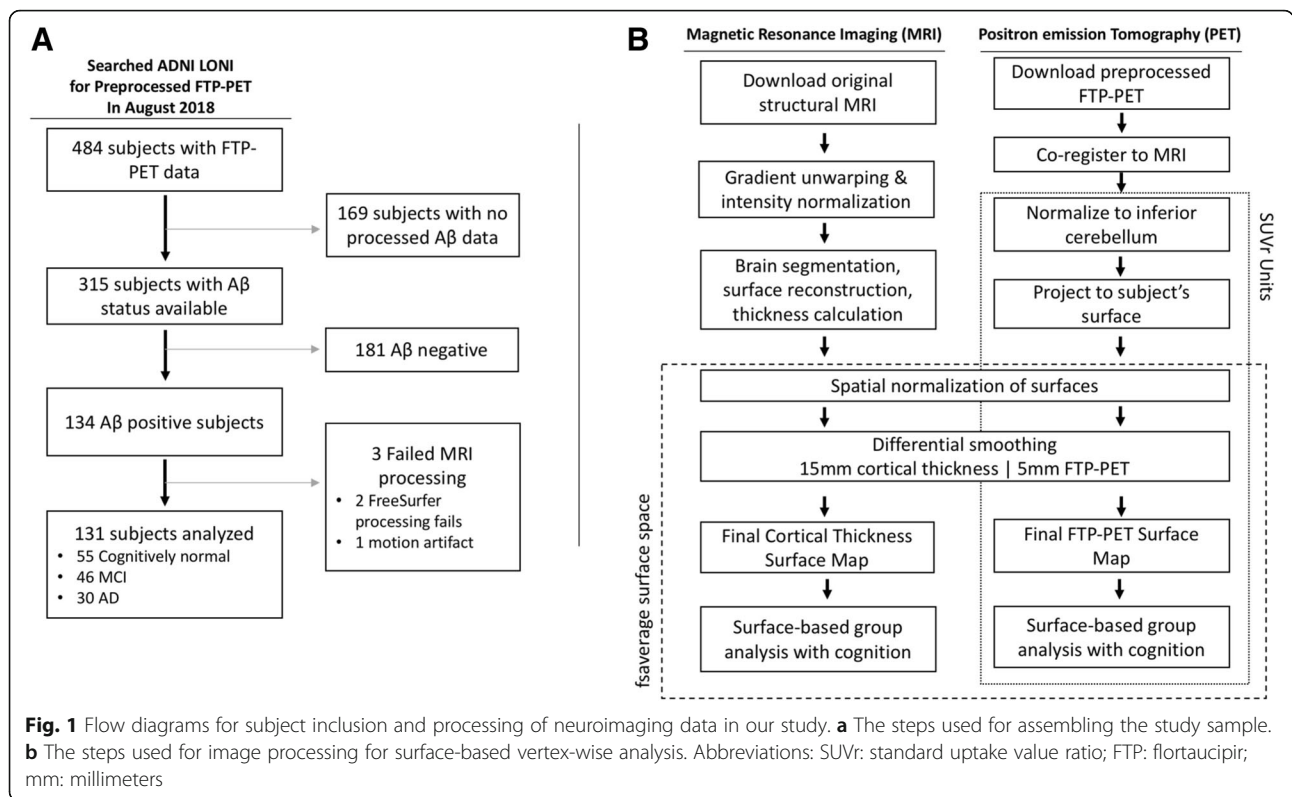 A
Searched ADNI LONI
for Preprocessed FTP-PET
In August 2018
484 subjects with FTP-
PET data
169 subjects with no
processed Aβ data
315 subjects with Aβ
status available
181 Aβ negative
134 Aβ positive subjects
3 Failed MRI
processing
• 2 FreeSurfer
processing fails
• 1 motion artifact
131 subjects analyzed
• 55 Cognitively normal
• 46 MCI
• 30 AD
B
Magnetic Resonance Imaging (MRI)
Download original
structural MRI
Gradient unwarping &
intensity normalization
Brain segmentation,
surface reconstruction,
thickness calculation
Positron emission Tomography (PET)
Download preprocessed
FTP-PET
Co-register to MRI
Normalize to inferior
cerebellum
Project to subject's
surface
SUVr Units
Spatial normalization of surfaces
Differential smoothing
15mm cortical thickness | 5mm FTP-PET
Final Cortical Thickness
Surface Map
Surface-based group
analysis with cognition
Final FTP-PET Surface
Map
Surface-based group
analysis with cognition
fsaverage surface space
Fig. 1 Flow diagrams for subject inclusion and processing of neuroimaging data in our study. a The steps used for assembling the study sample.
b The steps used for image processing for surface-based vertex-wise analysis. Abbreviations: SUVr: standard uptake value ratio; FTP: flortaucipir;
mm: millimeters